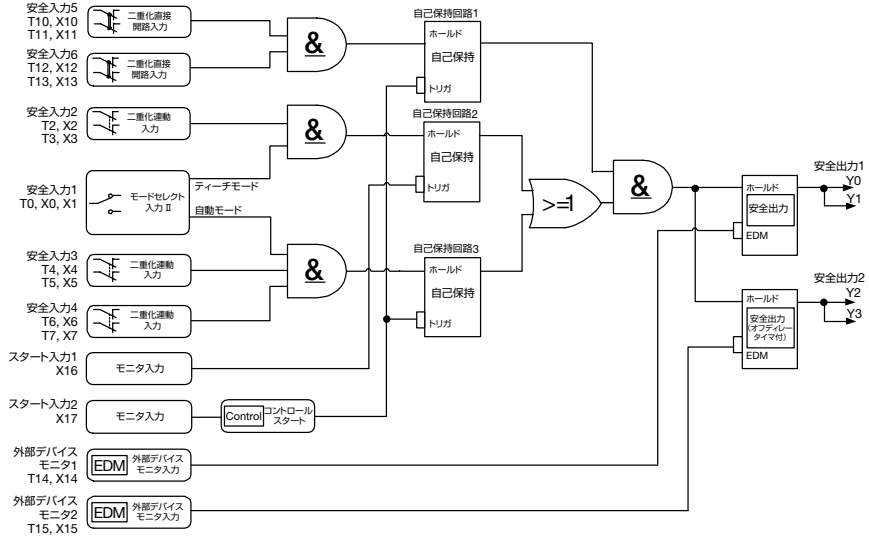 安全入力5
T10, X10
T11, X11
二重化直接
開路入力
安全入力6
T12, X12
T13, X13
二重化直接
開路入力
&
自己保持回路1
ホールド
自己保持
トリガ
安全入力2
T2, X2
T3, X3
二重化連動
入力
&
自己保持回路2
ホールド
自己保持
トリガ
安全入力1
T0, X0, X1
モードセレクト
入力 II
ティーチモード
自動モード
>=1
&
安全出力1
Y0
Y1
ホールド
安全出力
EDM
安全入力3
T4, X4
T5, X5
二重化連動
入力
安全入力4
T6, X6
T7, X7
二重化連動
入力
&
自己保持回路3
ホールド
自己保持
トリガ
安全出力2
Y2
Y3
ホールド
安全出力
(オフディレー
タイマ付)
EDM
スタート入力1
X16
モニタ入力
スタート入力2
X17
モニタ入力
Control
コントロール
スタート
外部デバイス
モニタ1
T14, X14
EDM
外部デバイス
モニタ入力
外部デバイス
モニタ2
T15, X15
EDM
外部デバイス
モニタ入力